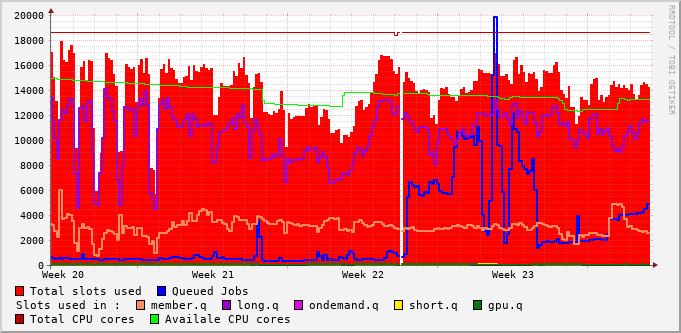 20000
18000
16000
14000
12000
10000
8000
6000
4000
2000
0
Week 20 Week 21 Week 22 Week 23
RRDTOOL / TOBI OETIKER
Total slots used Queued Jobs
Slots used in : member.q long.q ondemand.q short.q gpu.q
Total CPU cores Availale CPU cores